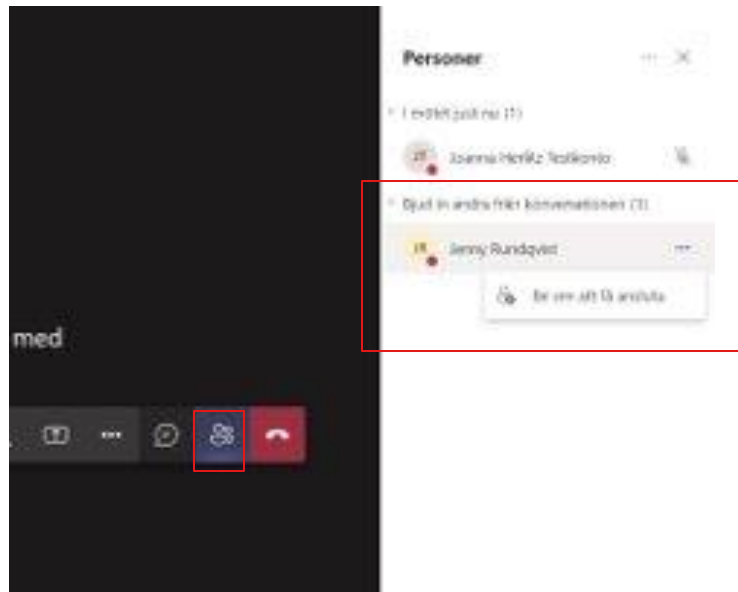 Personer
I mötet just nu (1)
Joanna Herlitz Testkonto
Bjud in andra från konversationen (1)
Jenny Rundqvist
Be om att få ansluta
med